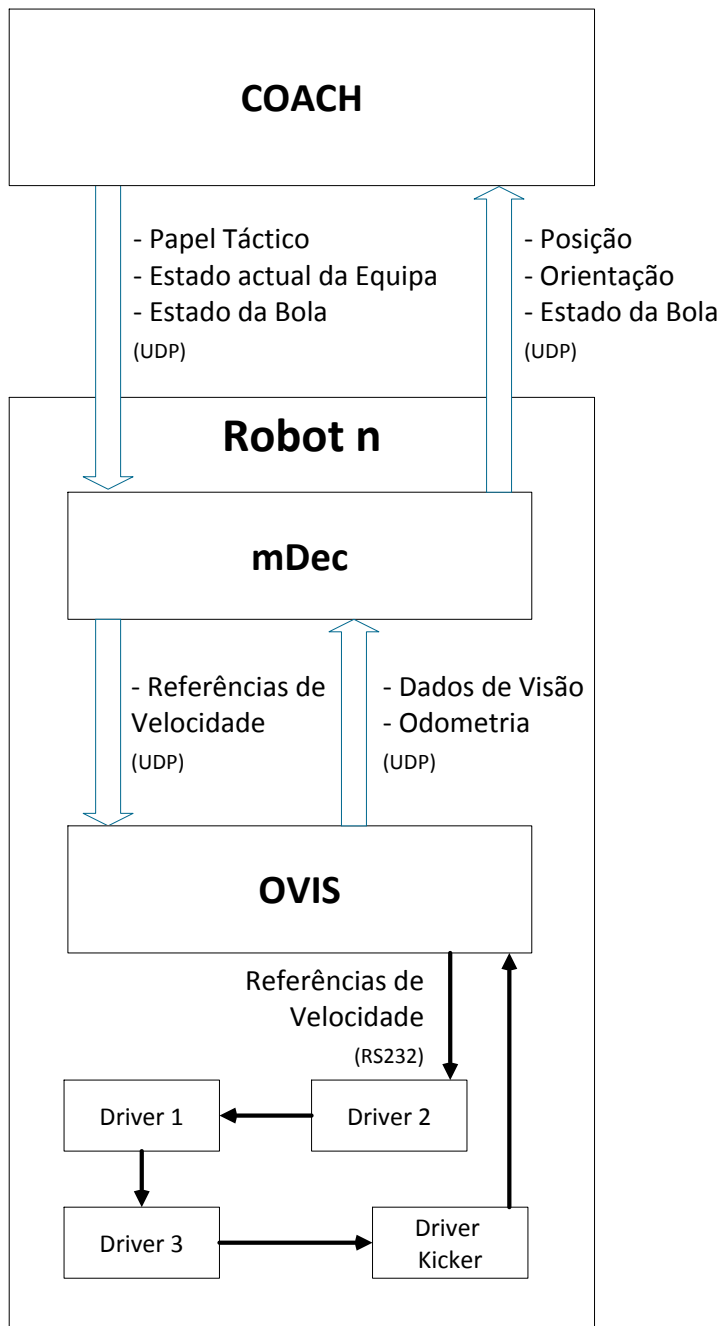 COACH
- Papel Táctico
- Estado actual da Equipa
- Estado da Bola
(UDP)
- Posição
- Orientação
- Estado da Bola
(UDP)
Robot n
mDec
- Referências de
Velocidade
(UDP)
- Dados de Visão
- Odometria
(UDP)
OVIS
Referências de
Velocidade
(RS232)
Driver 1
Driver 2
Driver 3
Driver
Kicker